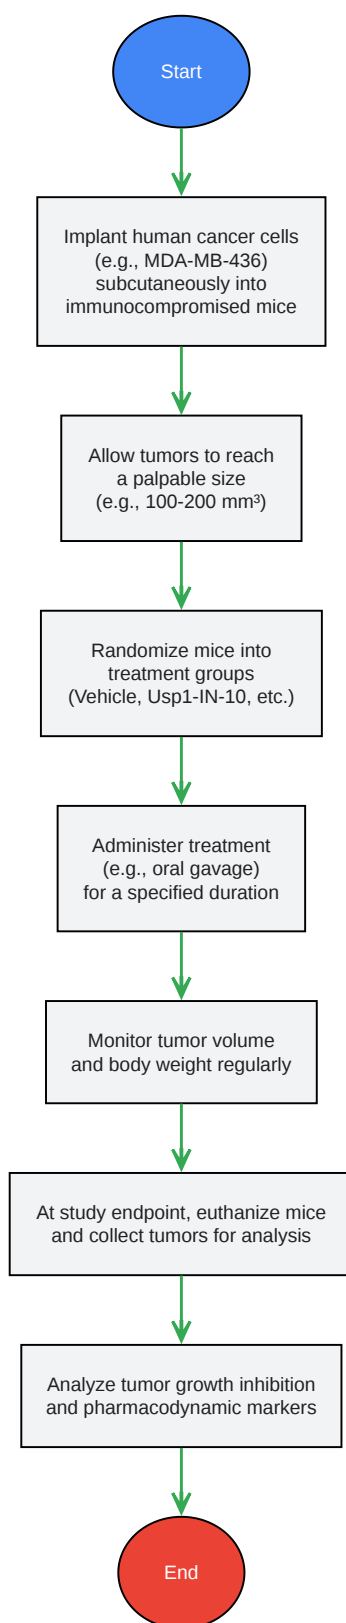 Start
Implant human cancer cells
(e.g., MDA-MB-436)
subcutaneously into
immunocompromised mice
Allow tumors to reach
a palpable size
(e.g., 100-200 mm³)
Randomize mice into
treatment groups
(Vehicle, Usp1-IN-10, etc.)
Administer treatment
(e.g., oral gavage)
for a specified duration
Monitor tumor volume
and body weight regularly
At study endpoint, euthanize mice
and collect tumors for analysis
Analyze tumor growth inhibition
and pharmacodynamic markers
End